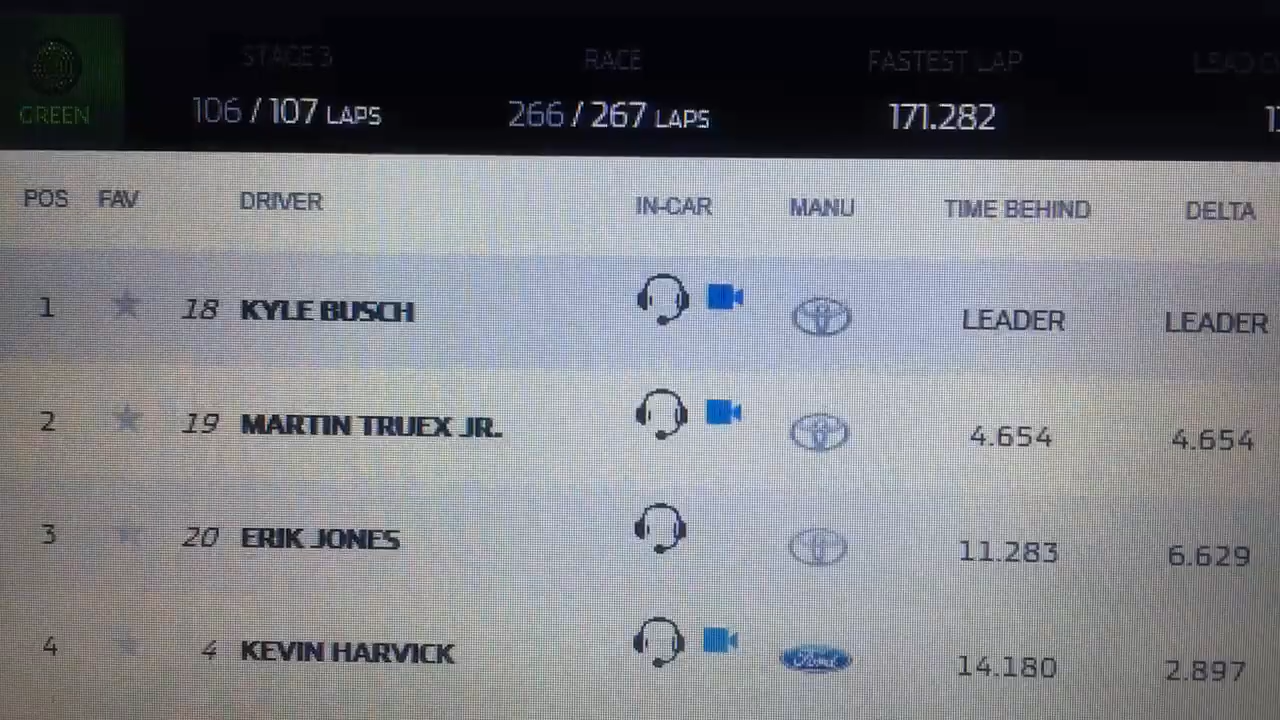 STAGE 3 RACE FASTEST LAP
GREEN 106 / 107 LAPS 266 / 267 LAPS 171.282
POS FAV DRIVER IN-CAR MANU TIME BEHIND DELTA
1 18 KYLE BUSCH LEADER LEADER
2 19 MARTIN TRUEX JR. 4.654 4.654
3 20 ERIK JONES 11.283 6.629
4 4 KEVIN HARVICK Ford 14.180 2.897